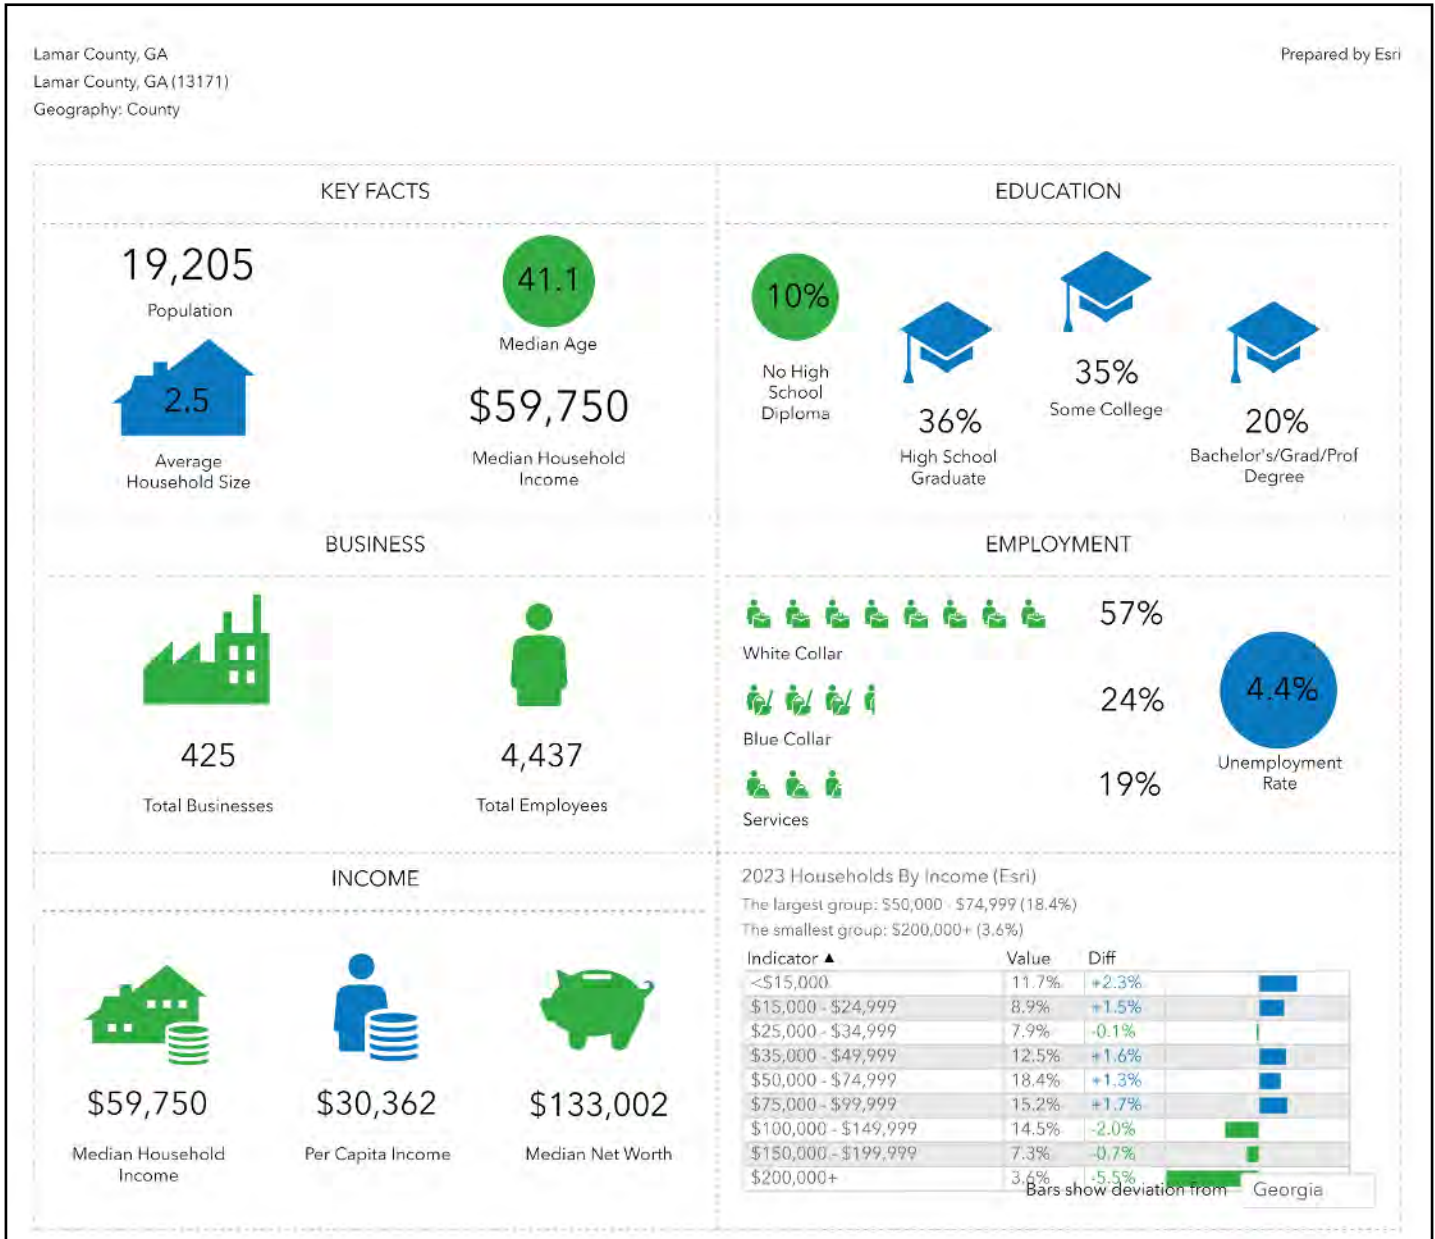 Lamar County, GA
Prepared by Esri
Lamar County, GA (13171)
Geography: County
KEY FACTS
19,205
Population
41.1
Median Age
2.5
Average
Household Size
$59,750
Median Household
Income
EDUCATION
10%
No High
School
Diploma
36%
High School
Graduate
35%
Some College
20%
Bachelor's/Grad/Prof
Degree
BUSINESS
425
Total Businesses
4,437
Total Employees
EMPLOYMENT
57%
White Collar
24%
Blue Collar
19%
Services
4.4%
Unemployment
Rate
INCOME
$59,750
Median Household
Income
$30,362
Per Capita Income
$133,002
Median Net Worth
2023 Households By Income (Esri)
The largest group: $50,000 - $74,999 (18.4%)
The smallest group: $200,000+ (3.6%)
Indicator ▲ Value Diff
<$15,000 11.7% +2.3%
$15,000 - $24,999 8.9% +1.5%
$25,000 - $34,999 7.9% -0.1%
$35,000 - $49,999 12.5% +1.6%
$50,000 - $74,999 18.4% +1.3%
$75,000 - $99,999 15.2% +1.7%
$100,000 - $149,999 14.5% -2.0%
$150,000 - $199,999 7.3% -0.7%
$200,000+ 3.6% -5.5%
Bars show deviation from Georgia